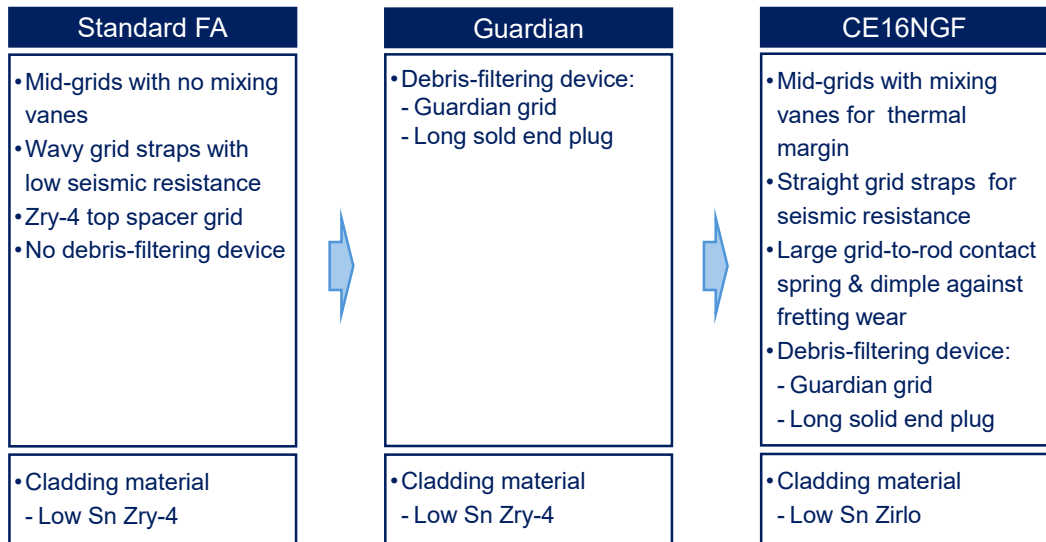 Standard FA
•Mid-grids with no mixing
vanes
•Wavy grid straps with
low seismic resistance
•Zry-4 top spacer grid
•No debris-filtering device
•Cladding material
- Low Sn Zry-4
Guardian
•Debris-filtering device:
- Guardian grid
- Long sold end plug
•Cladding material
- Low Sn Zry-4
CE16NGF
•Mid-grids with mixing
vanes for thermal
margin
•Straight grid straps for
seismic resistance
•Large grid-to-rod contact
spring & dimple against
fretting wear
•Debris-filtering device:
- Guardian grid
- Long solid end plug
•Cladding material
- Low Sn Zirlo